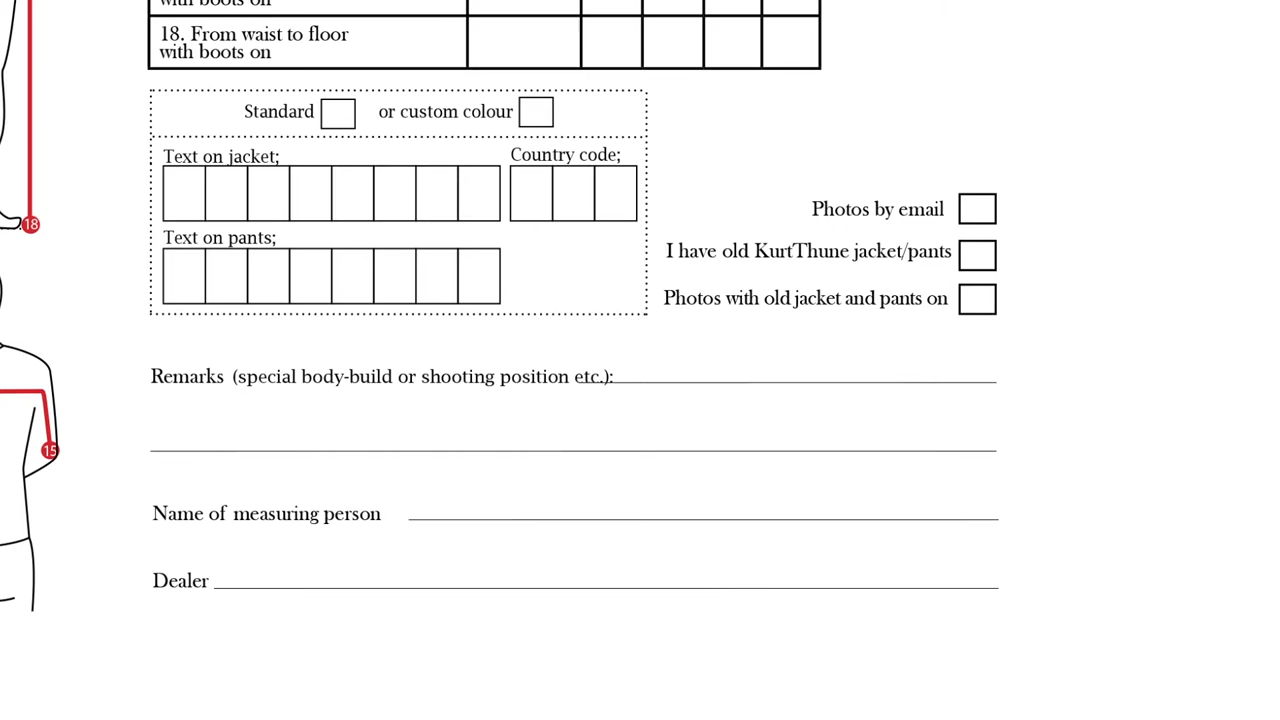 with boots on
18. From waist to floor
with boots on
18
Standard or custom colour
Text on jacket; Country code;
Text on pants;
Photos by email
I have old KurtThune jacket/pants
Photos with old jacket and pants on
Remarks (special body-build or shooting position etc.):
15
Name of measuring person
Dealer